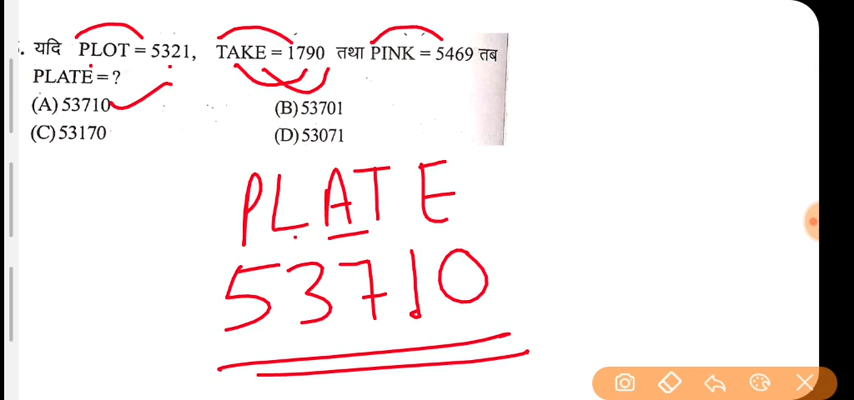 . यदि PLOT = 5321, TAKE = 1790 तथा PINK = 5469 तब
PLATE = ?
(A) 53710
(B) 53701
(C) 53170
(D) 53071
PLATE
53710